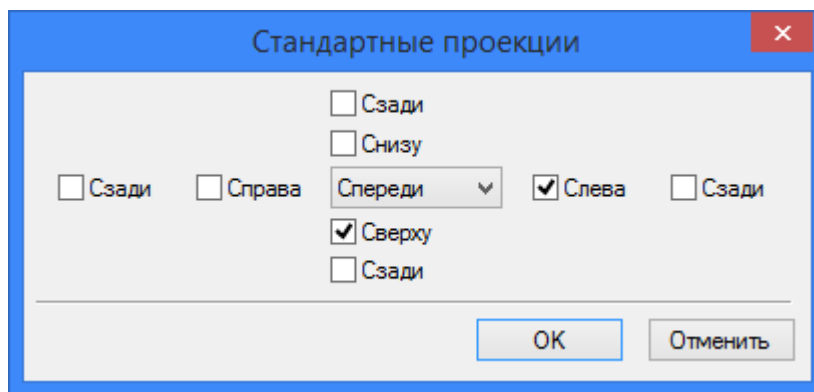 Стандартные проекции
Сзади
Снизу
Сзади Справа Спереди Слева Сзади
Сверху
Сзади
OK Отменить